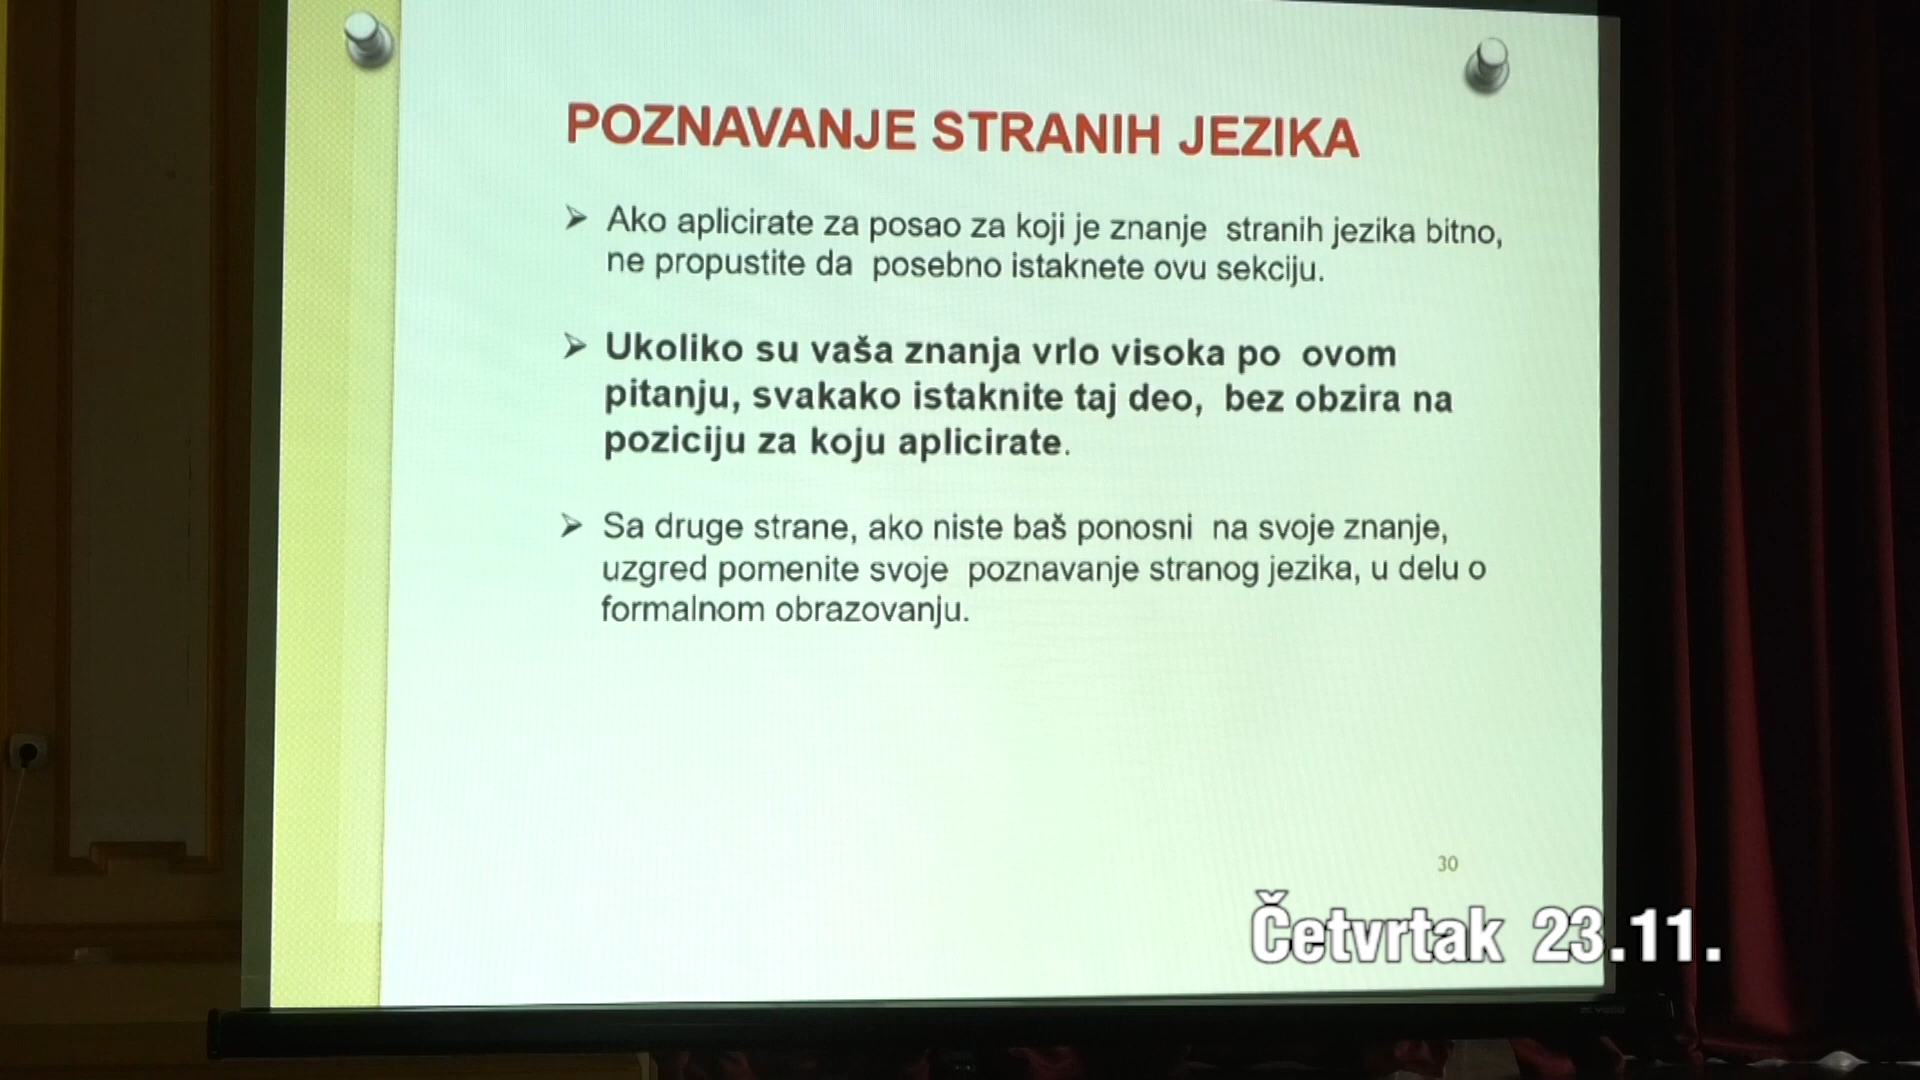 POZNAVANJE STRANIH JEZIKA
➢ Ako aplicirate za posao za koji je znanje stranih jezika bitno,
ne propustite da posebno istaknete ovu sekciju.
➢ Ukoliko su vaša znanja vrlo visoka po ovom
pitanju, svakako istaknite taj deo, bez obzira na
poziciju za koju aplicirate.
➢ Sa druge strane, ako niste baš ponosni na svoje znanje,
uzgred pomenite svoje poznavanje stranog jezika, u delu o
formalnom obrazovanju.
30
Četvrtak 23.11.